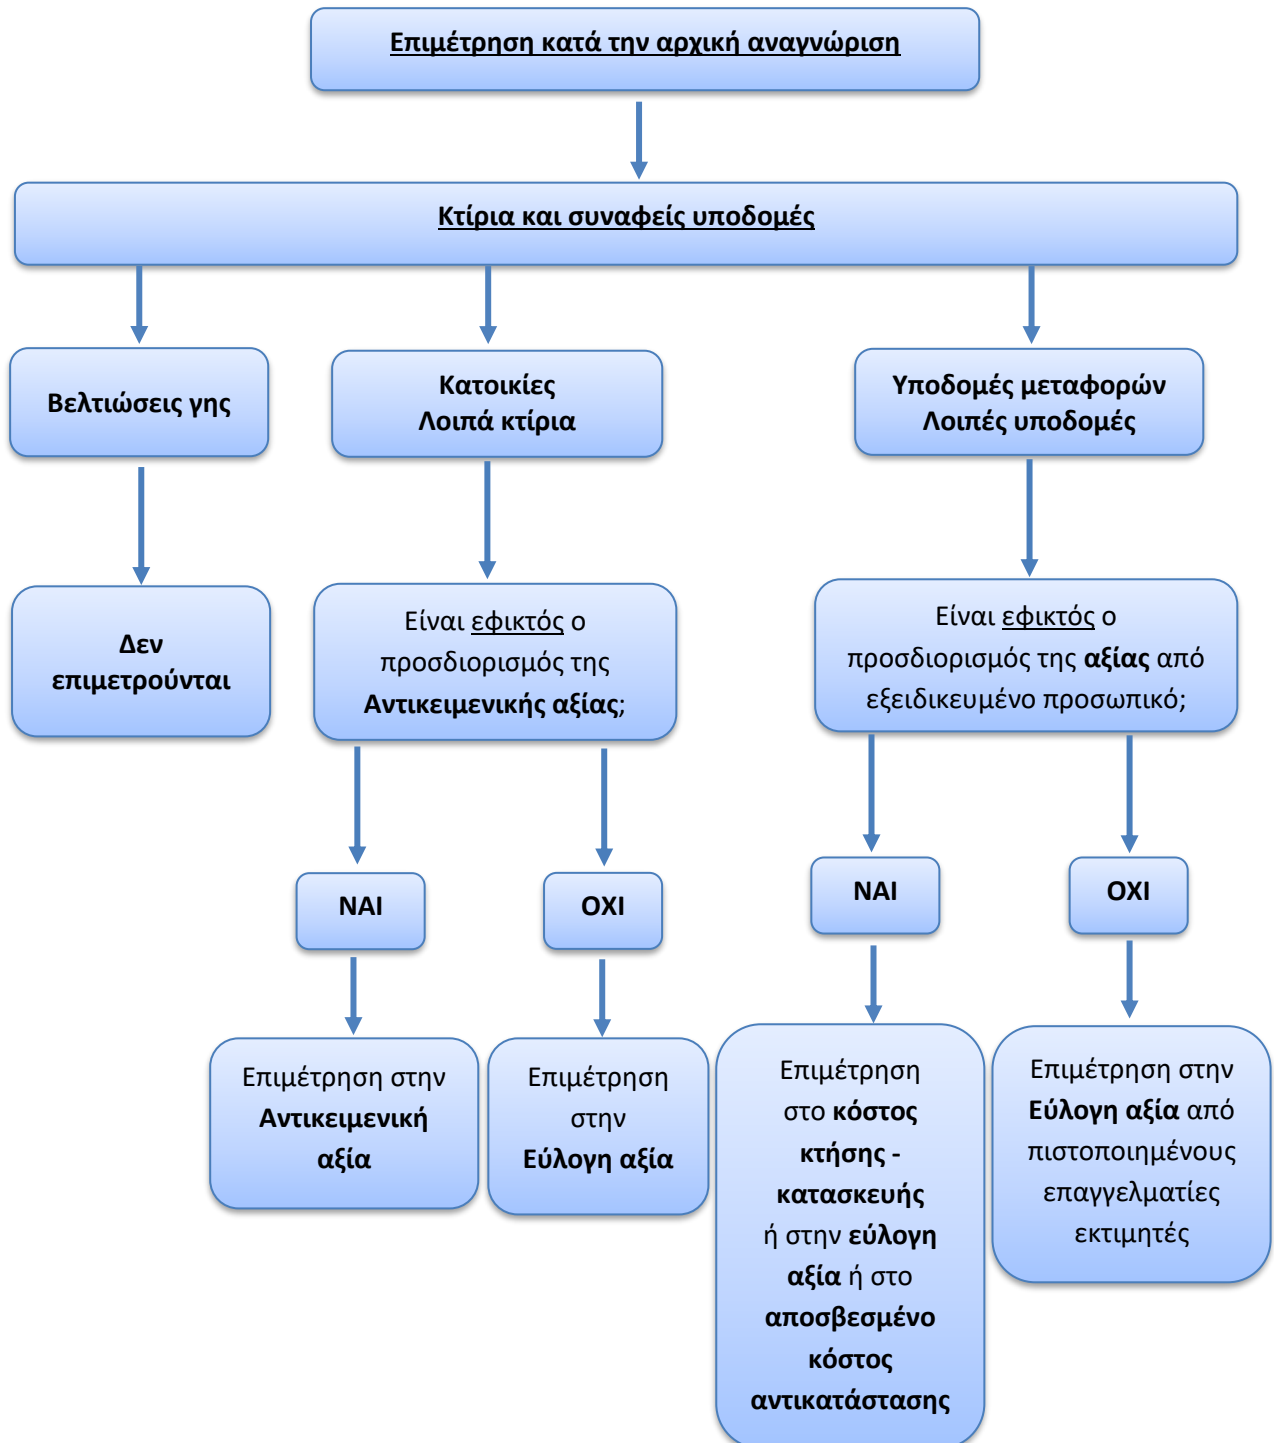 Επιμέτρηση κατά την αρχική αναγνώριση
Κτίρια και συναφείς υποδομές
Βελτιώσεις γης
Κατοικίες
Λοιπά κτίρια
Υποδομές μεταφορών
Λοιπές υποδομές
Δεν
επιμετρούνται
Είναι εφικτός ο
προσδιορισμός της
Αντικειμενικής αξίας;
Είναι εφικτός ο
προσδιορισμός της αξίας από
εξειδικευμένο προσωπικό;
ΝΑΙ
ΟΧΙ
ΝΑΙ
ΟΧΙ
Επιμέτρηση στην
Αντικειμενική
αξία
Επιμέτρηση
στην
Εύλογη αξία
Επιμέτρηση
στο κόστος
κτήσης -
κατασκευής
ή στην εύλογη
αξία ή στο
αποσβεσμένο
κόστος
αντικατάστασης
Επιμέτρηση στην
Εύλογη αξία από
πιστοποιημένους
επαγγελματίες
εκτιμητές